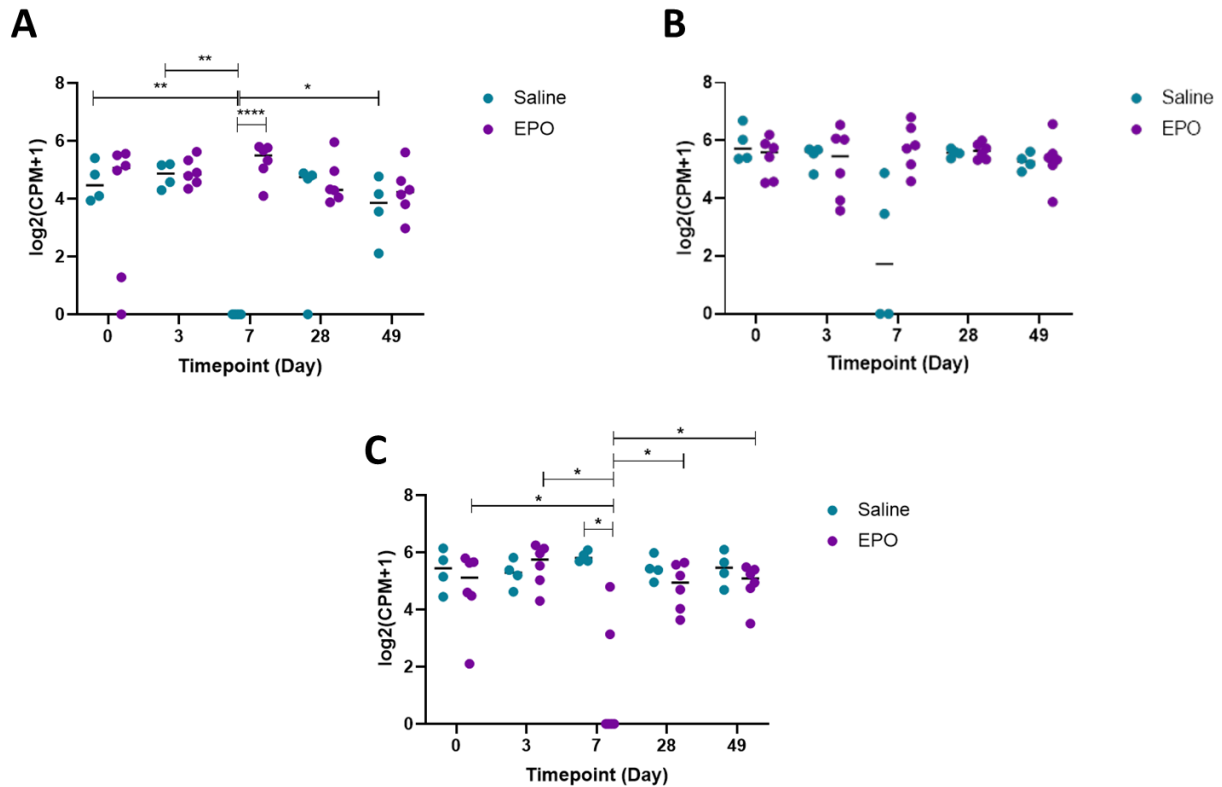 A
**
**
*
****
8
6
4
2
0
log2(CPM+1)
0 3 7 28 49
Timepoint (Day)
Saline
EPO
B
8
6
4
2
0
log2(CPM+1)
0 3 7 28 49
Timepoint (Day)
Saline
EPO
C
*
*
*
*
*
8
6
4
2
0
log2(CPM+1)
0 3 7 28 49
Timepoint (Day)
Saline
EPO